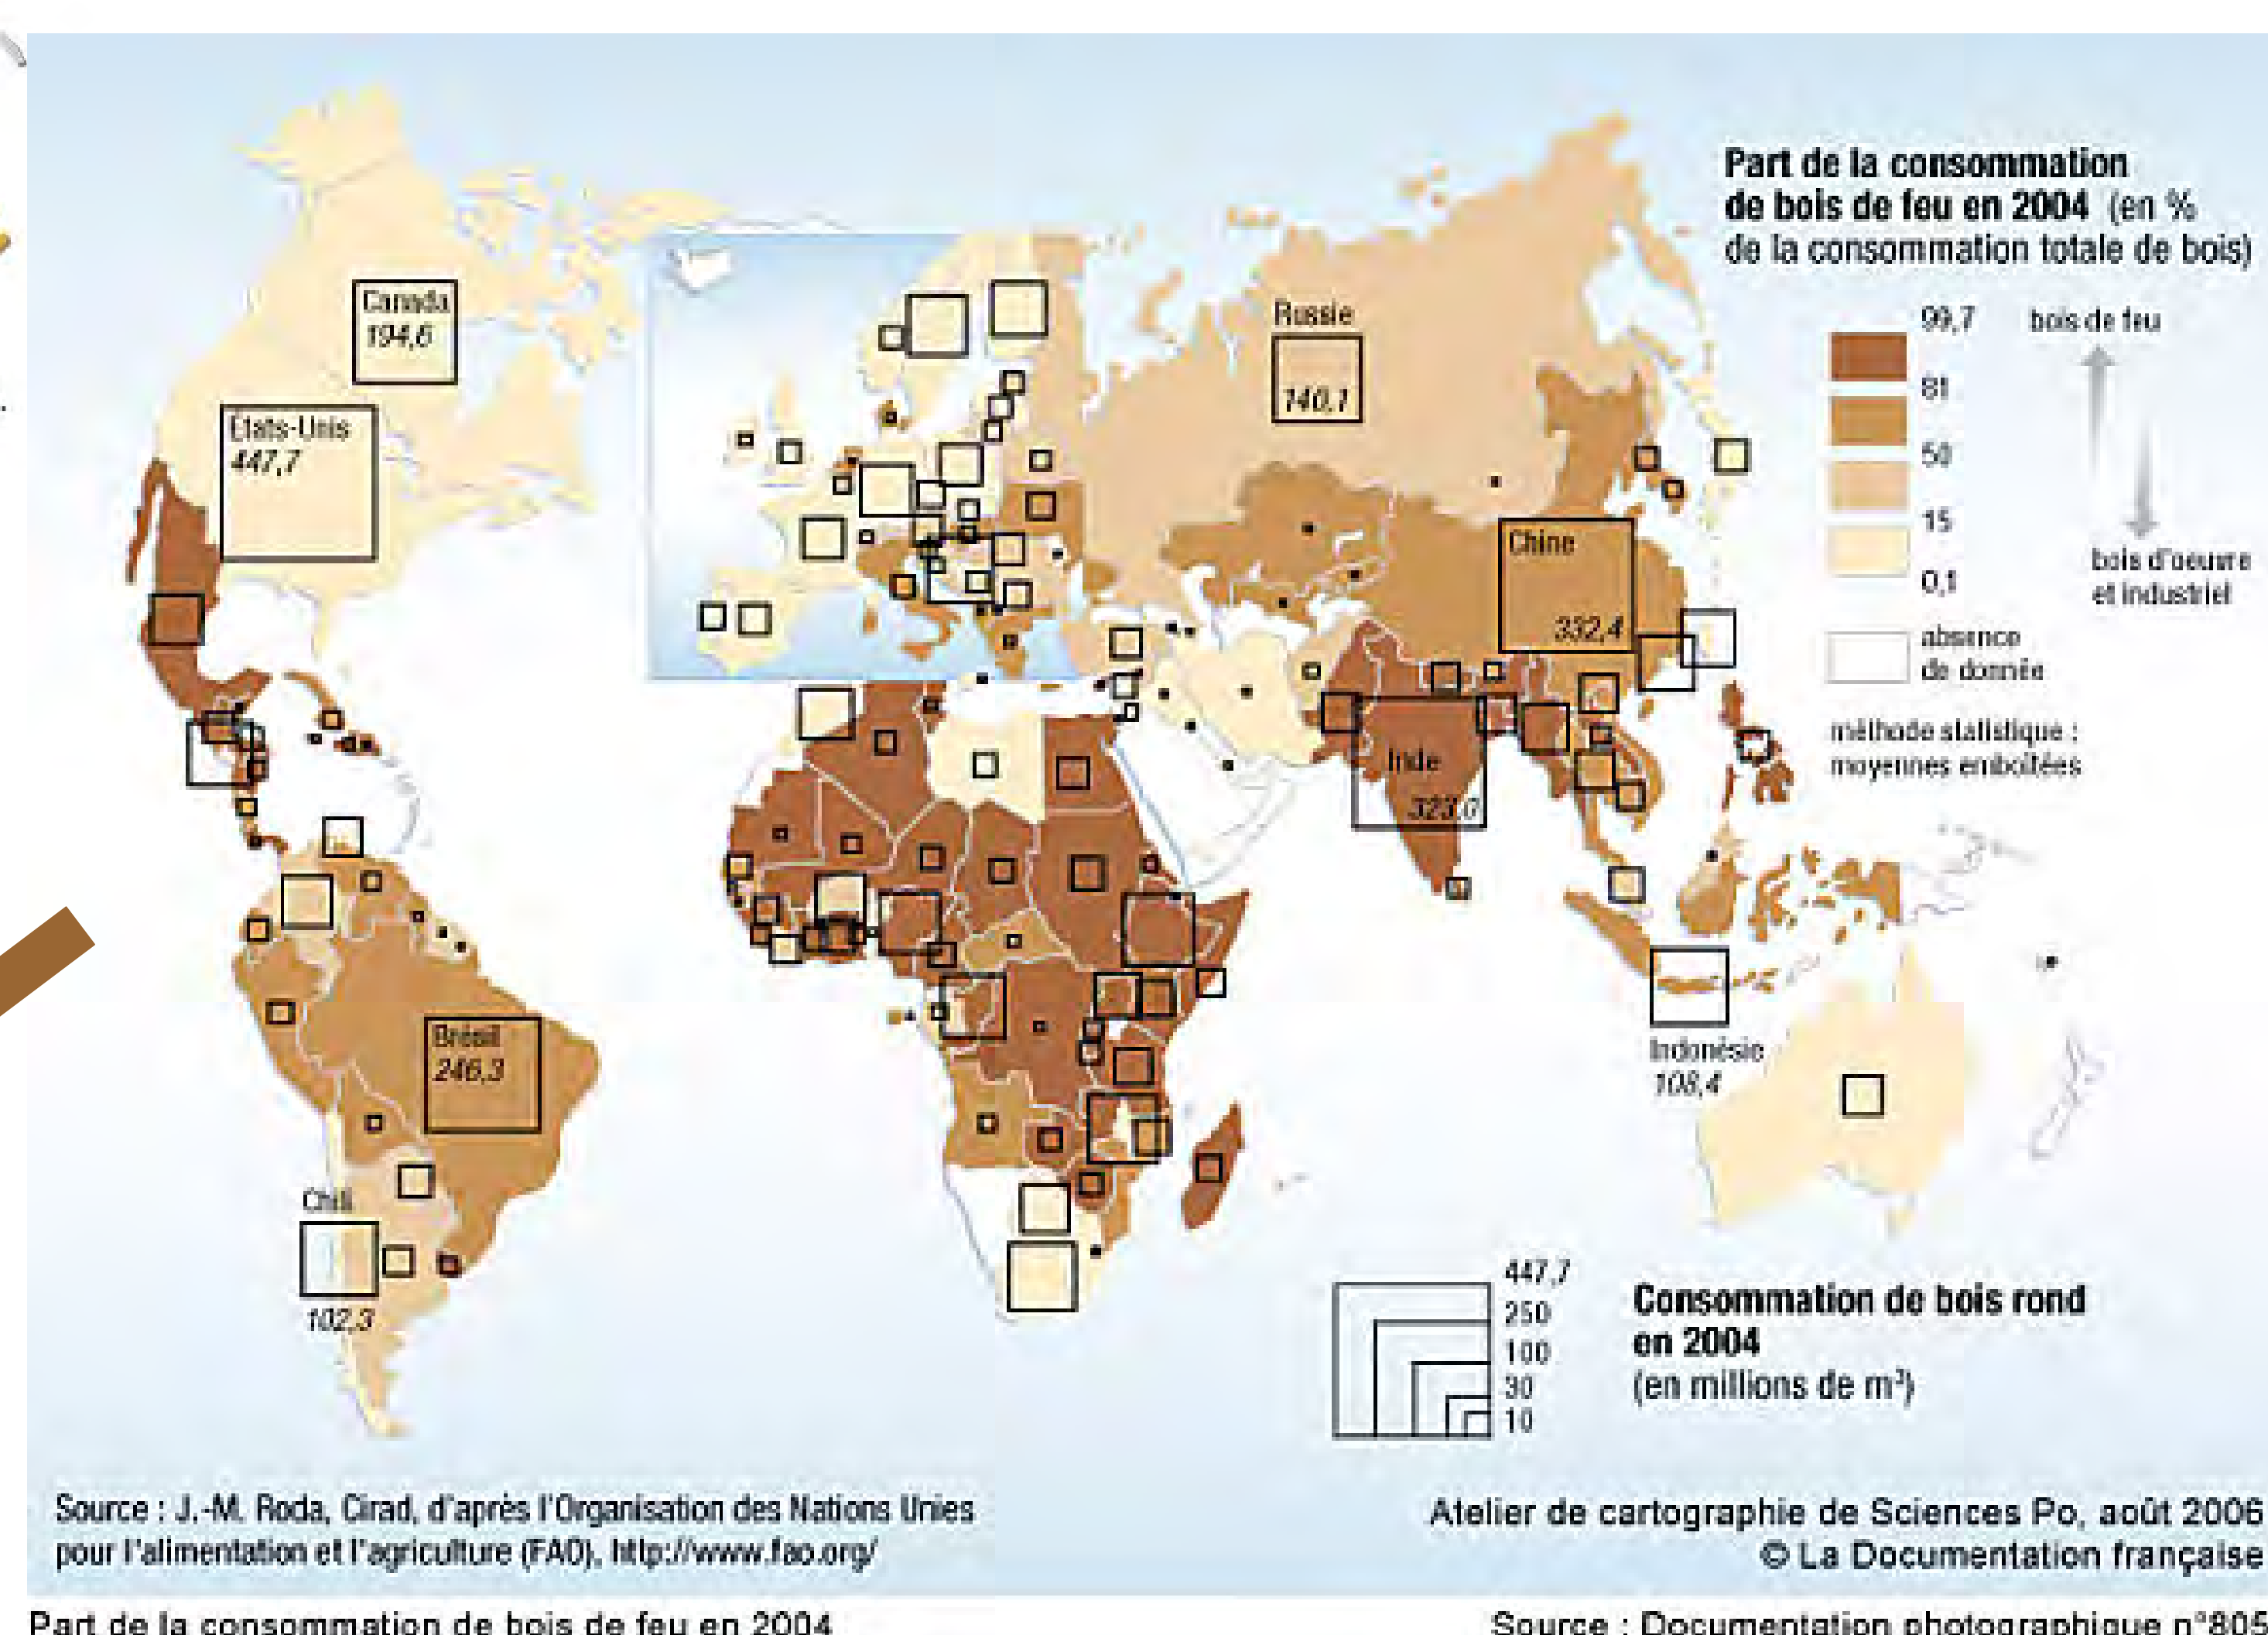 Part de la consommation
de bois de feu en 2004 (en %
de la consommation totale de bois)
99,7
bois de feu
81
50
15
0,1
bois d'oeuvre
et industriel
absence
de donnée
méthode statistique :
moyennes emboîtées
Canada
194,6
États-Unis
447,7
Russie
140,1
Chine
332,4
Inde
323,0
Brésil
246,3
Indonésie
108,4
Chili
102,3
447,7
250
100
30
10
Consommation de bois rond
en 2004
(en millions de m³)
Source : J.-M. Roda, Cirad, d'après l'Organisation des Nations Unies
pour l'alimentation et l'agriculture (FAO), http://www.fao.org/
Atelier de cartographie de Sciences Po, août 2006
© La Documentation française
Part de la consommation de bois de feu en 2004
Source : Documentation photographique n°805